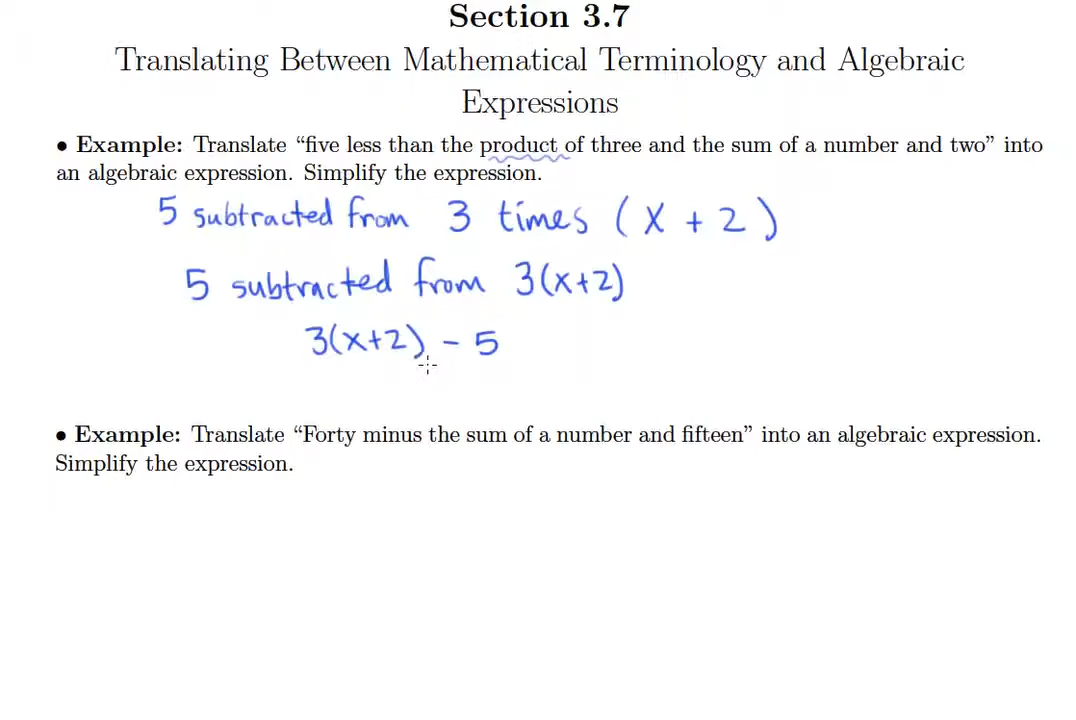 Section 3.7
Translating Between Mathematical Terminology and Algebraic
Expressions
• Example: Translate “five less than the product of three and the sum of a number and two” into
an algebraic expression. Simplify the expression.
5 subtracted from 3 times (x + 2)
5 subtracted from 3(x+2)
3(x+2) - 5
• Example: Translate “Forty minus the sum of a number and fifteen” into an algebraic expression.
Simplify the expression.